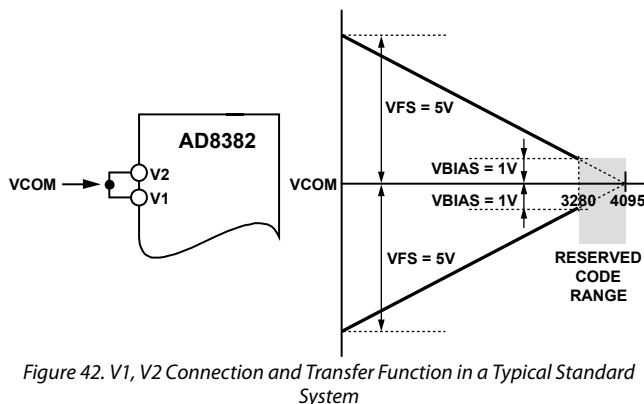 AD8382
V2
VCOM
V1
VFS = 5V
VBIAS = 1V
VCOM
3280 4095
VBIAS = 1V
VFS = 5V
RESERVED
CODE
RANGE
Figure 42. V1, V2 Connection and Transfer Function in a Typical Standard
System